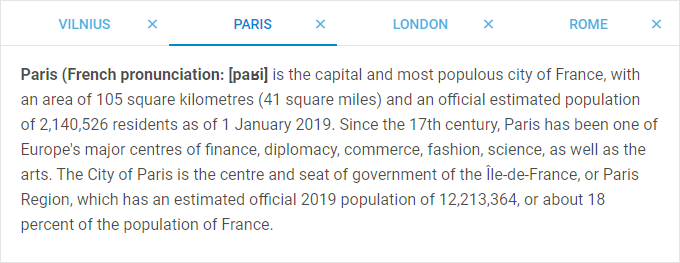 VILNIUS × PARIS × LONDON × ROME ×
Paris (French pronunciation: [paʁi] is the capital and most populous city of France, with
an area of 105 square kilometres (41 square miles) and an official estimated population
of 2,140,526 residents as of 1 January 2019. Since the 17th century, Paris has been one of
Europe's major centres of finance, diplomacy, commerce, fashion, science, as well as the
arts. The City of Paris is the centre and seat of government of the Île-de-France, or Paris
Region, which has an estimated official 2019 population of 12,213,364, or about 18
percent of the population of France.